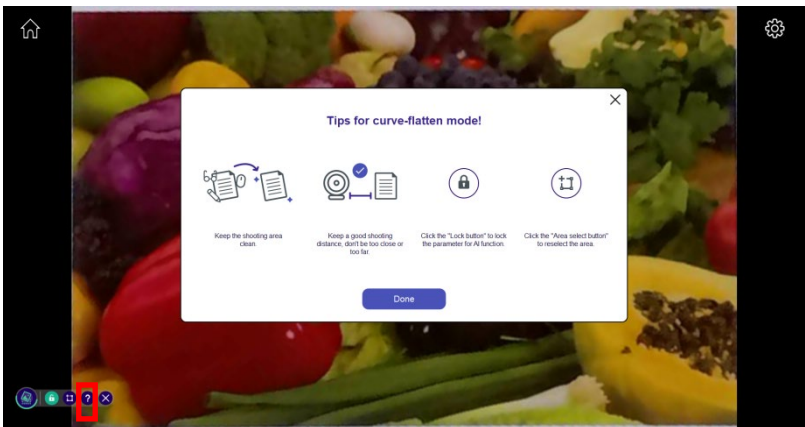 Tips for curve-flatten mode!
Keep the shooting area
clean.
Keep a good shooting
distance, don't be too close or
too far.
Click the "Lock button" to lock
the parameter for AI function.
Click the "Area select button"
to reselect the area.
Done
?